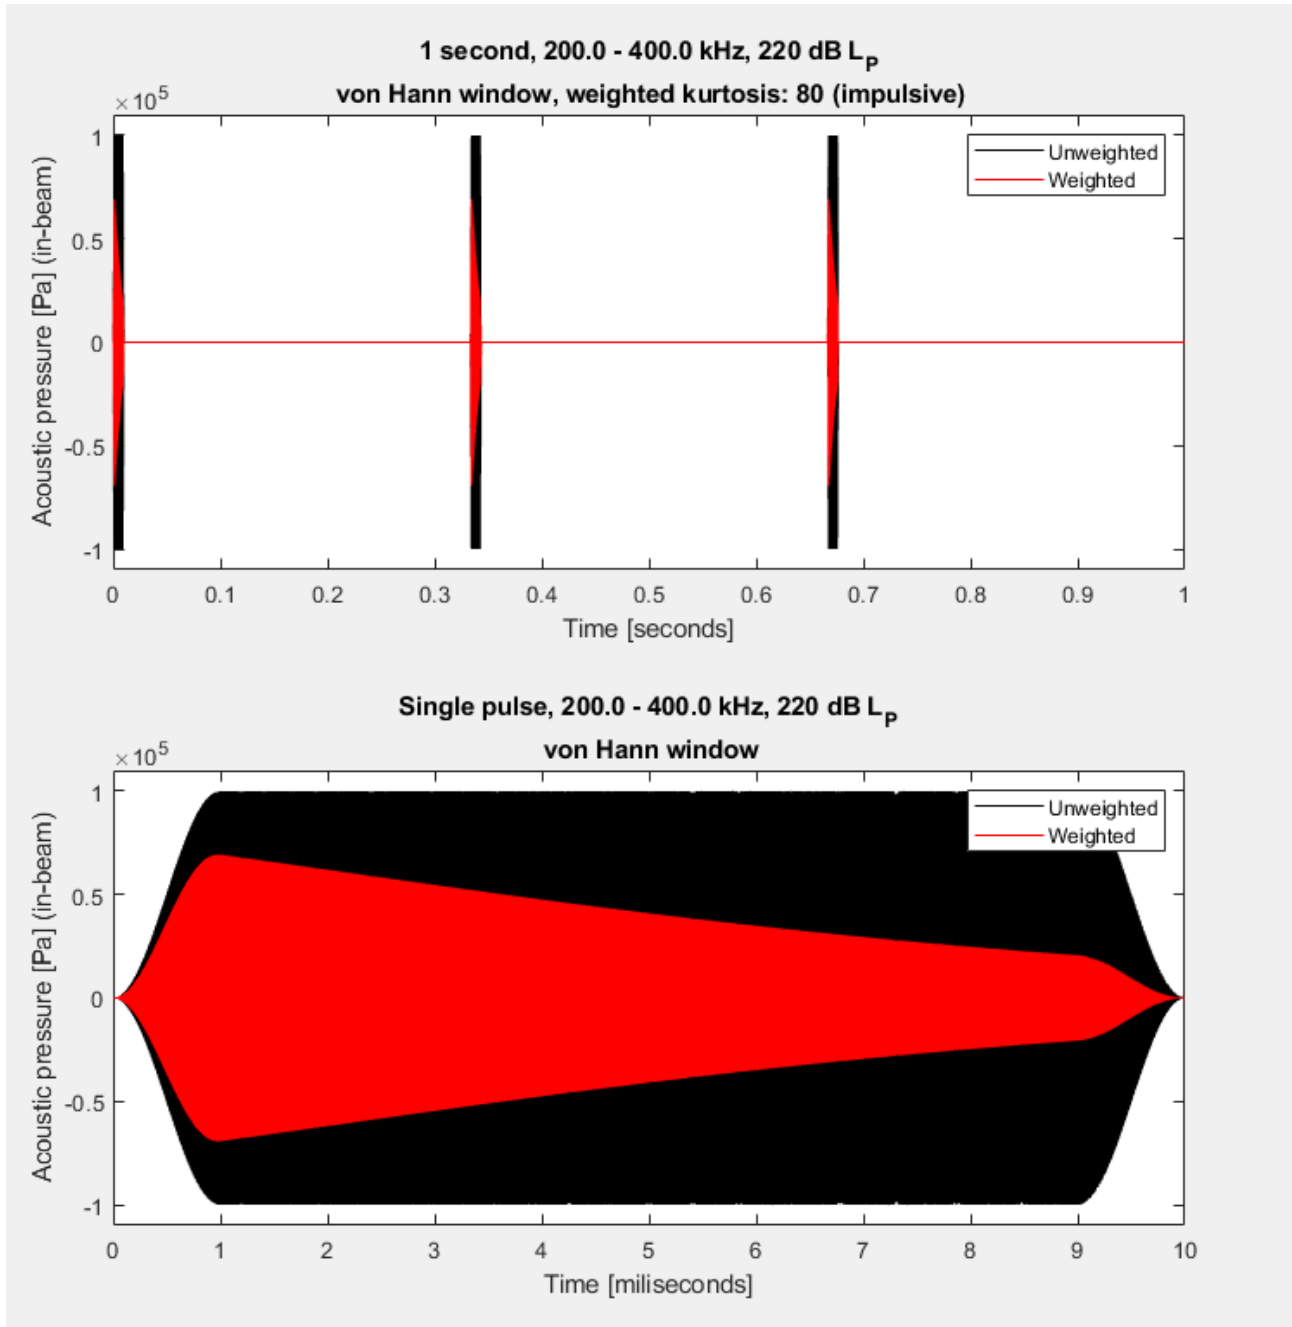 1 second, 200.0 - 400.0 kHz, 220 dB L_P
von Hann window, weighted kurtosis: 80 (impulsive)
×10^5
1
0.5
0
-0.5
-1
Acoustic pressure [Pa] (in-beam)
Unweighted
Weighted
0 0.1 0.2 0.3 0.4 0.5 0.6 0.7 0.8 0.9 1
Time [seconds]
Single pulse, 200.0 - 400.0 kHz, 220 dB L_P
von Hann window
×10^5
1
0.5
0
-0.5
-1
Acoustic pressure [Pa] (in-beam)
Unweighted
Weighted
0 1 2 3 4 5 6 7 8 9 10
Time [miliseconds]